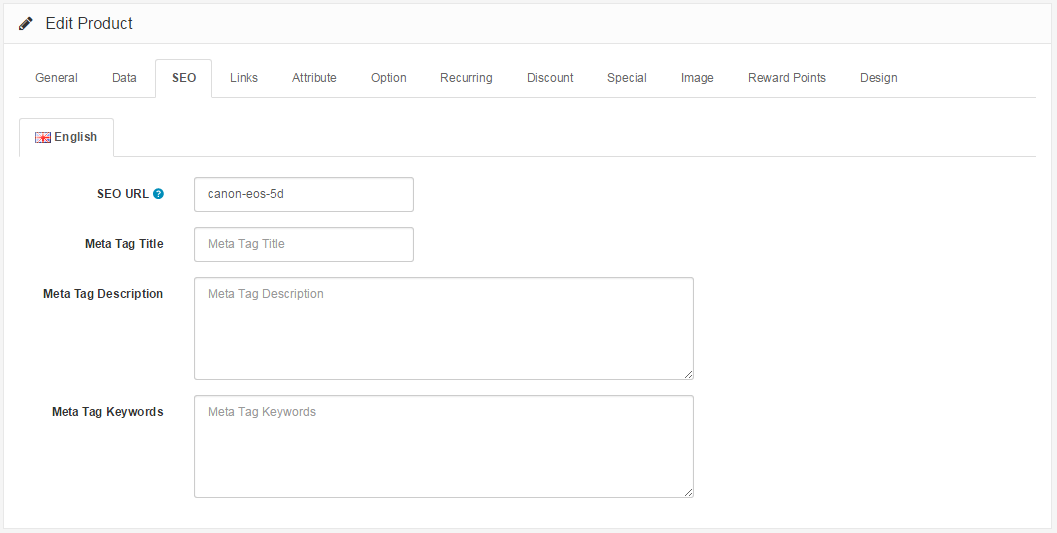 Edit Product
General Data SEO Links Attribute Option Recurring Discount Special Image Reward Points Design
English
SEO URL ? canon-eos-5d
Meta Tag Title Meta Tag Title
Meta Tag Description Meta Tag Description
Meta Tag Keywords Meta Tag Keywords